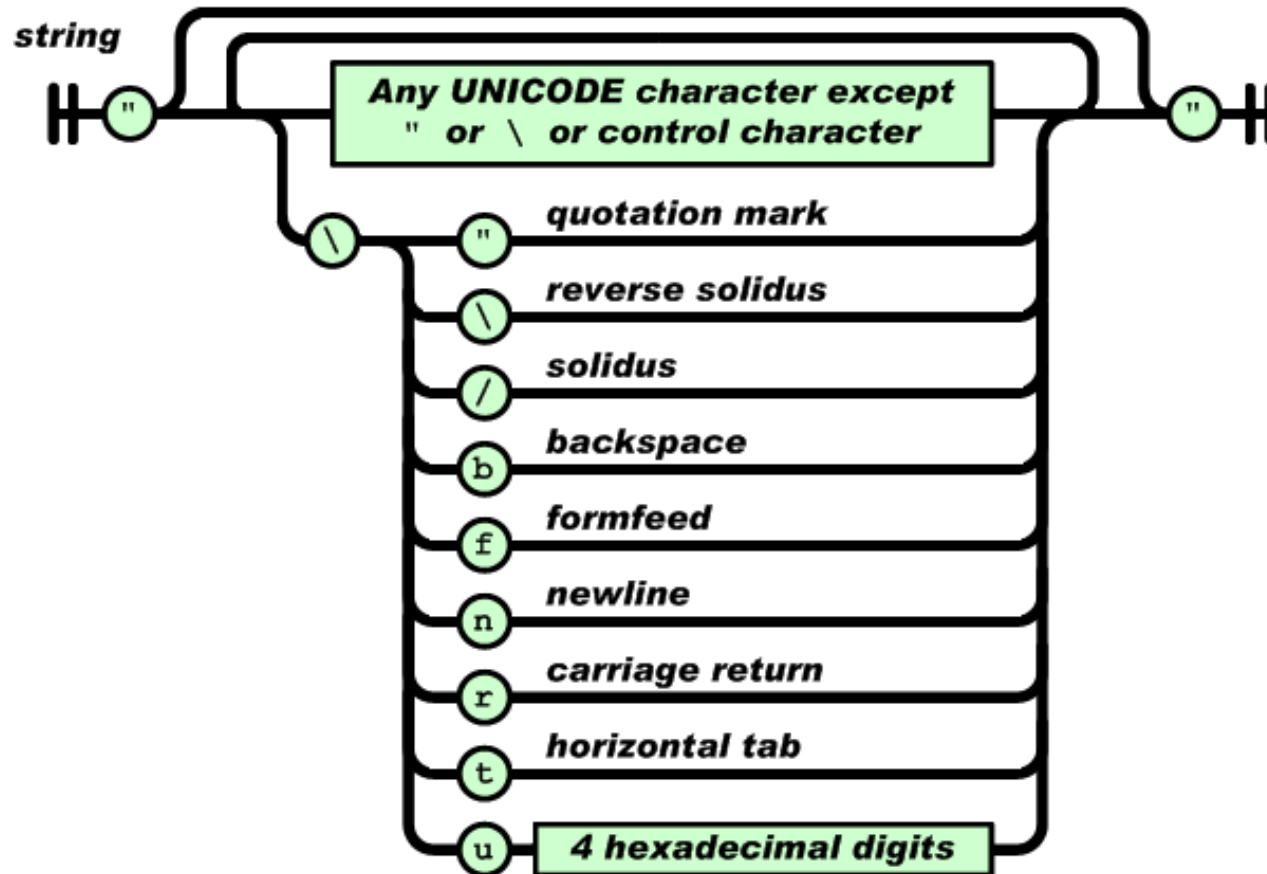 string
" Any UNICODE character except "
" or \ or control character
quotation mark
\ "
reverse solidus
\
solidus
/
backspace
b
formfeed
f
newline
n
carriage return
r
horizontal tab
t
u 4 hexadecimal digits